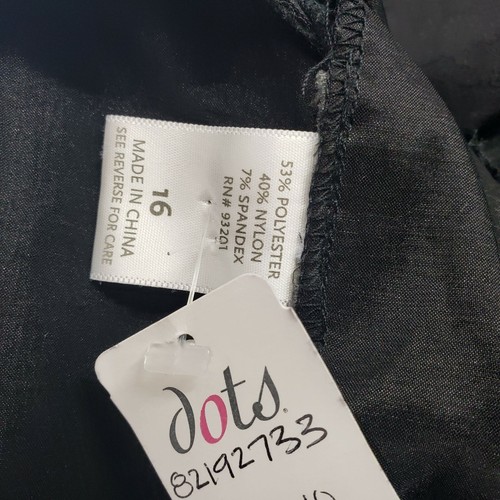 53% POLYESTER
40% NYLON
7% SPANDEX
RN# 93201
16
MADE IN CHINA
SEE REVERSE FOR CARE
dots.
82192733